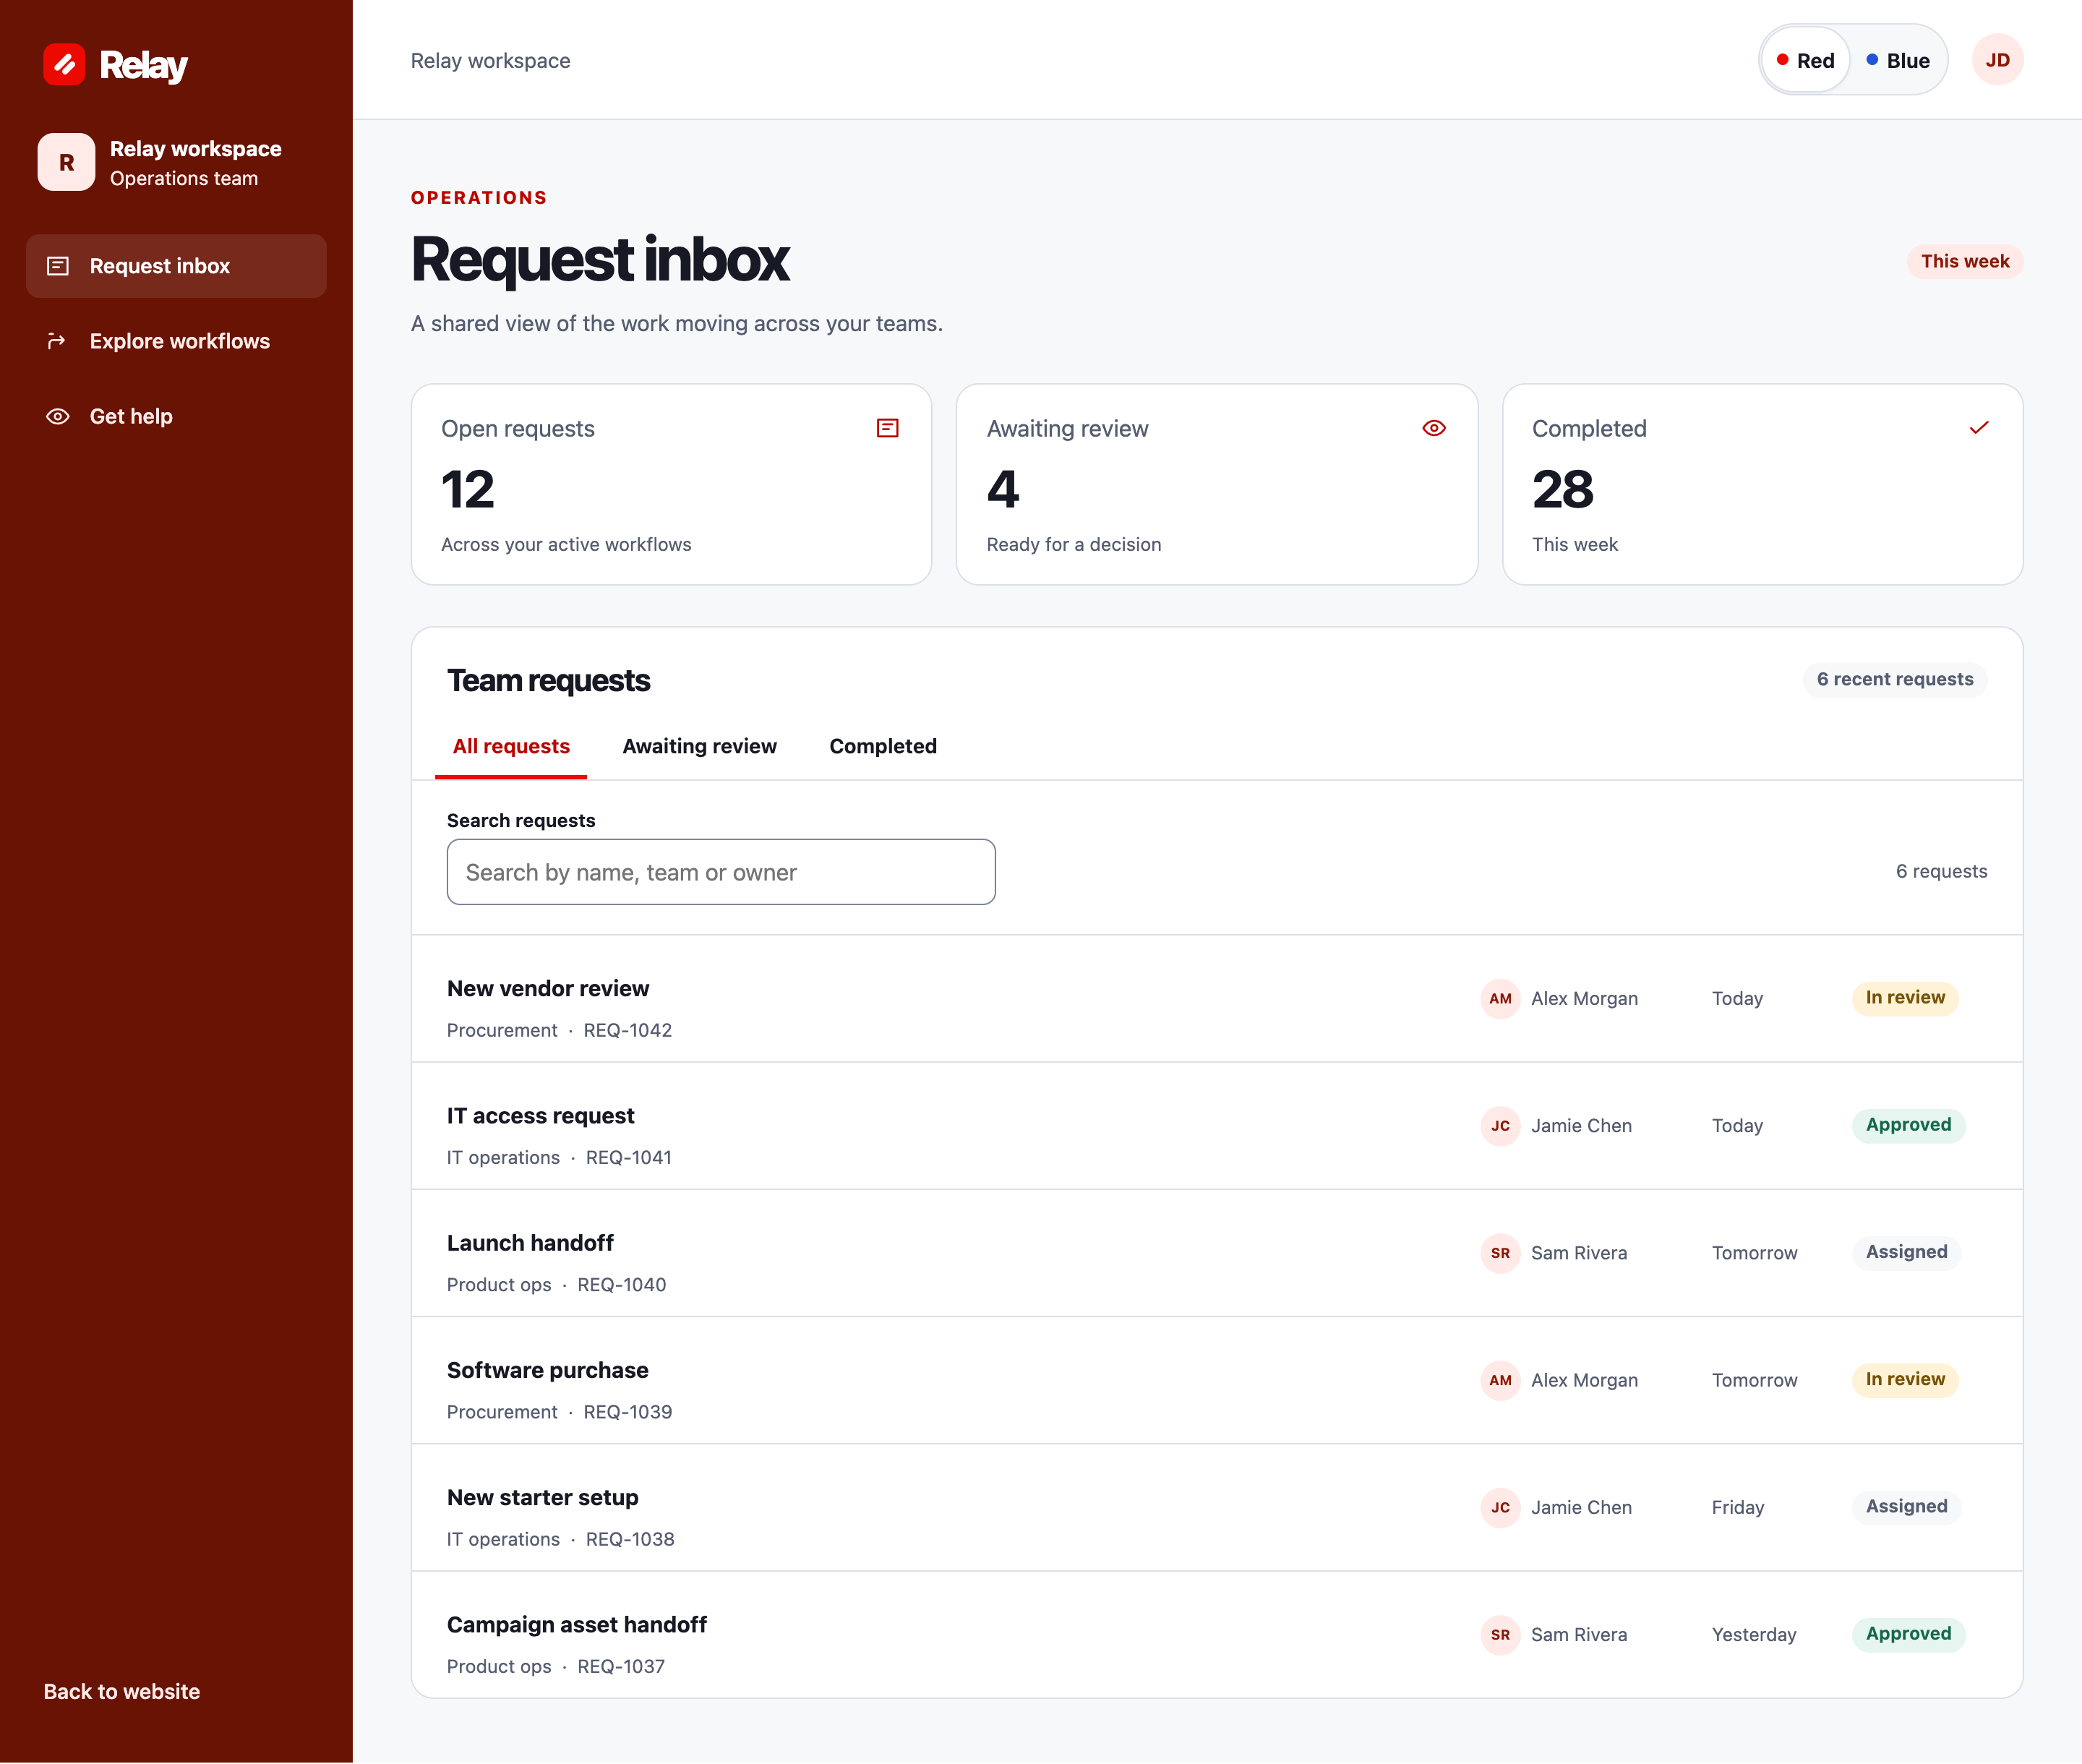 Relay
R
Relay workspace
Operations team
Request inbox
Explore workflows
Get help
Back to website
Relay workspace
Red
Blue
JD
OPERATIONS
Request inbox
This week
A shared view of the work moving across your teams.
Open requests
12
Across your active workflows
Awaiting review
4
Ready for a decision
Completed
28
This week
Team requests
6 recent requests
All requests
Awaiting review
Completed
Search requests
Search by name, team or owner
6 requests
New vendor review
Procurement · REQ-1042
AM Alex Morgan Today In review
IT access request
IT operations · REQ-1041
JC Jamie Chen Today Approved
Launch handoff
Product ops · REQ-1040
SR Sam Rivera Tomorrow Assigned
Software purchase
Procurement · REQ-1039
AM Alex Morgan Tomorrow In review
New starter setup
IT operations · REQ-1038
JC Jamie Chen Friday Assigned
Campaign asset handoff
Product ops · REQ-1037
SR Sam Rivera Yesterday Approved